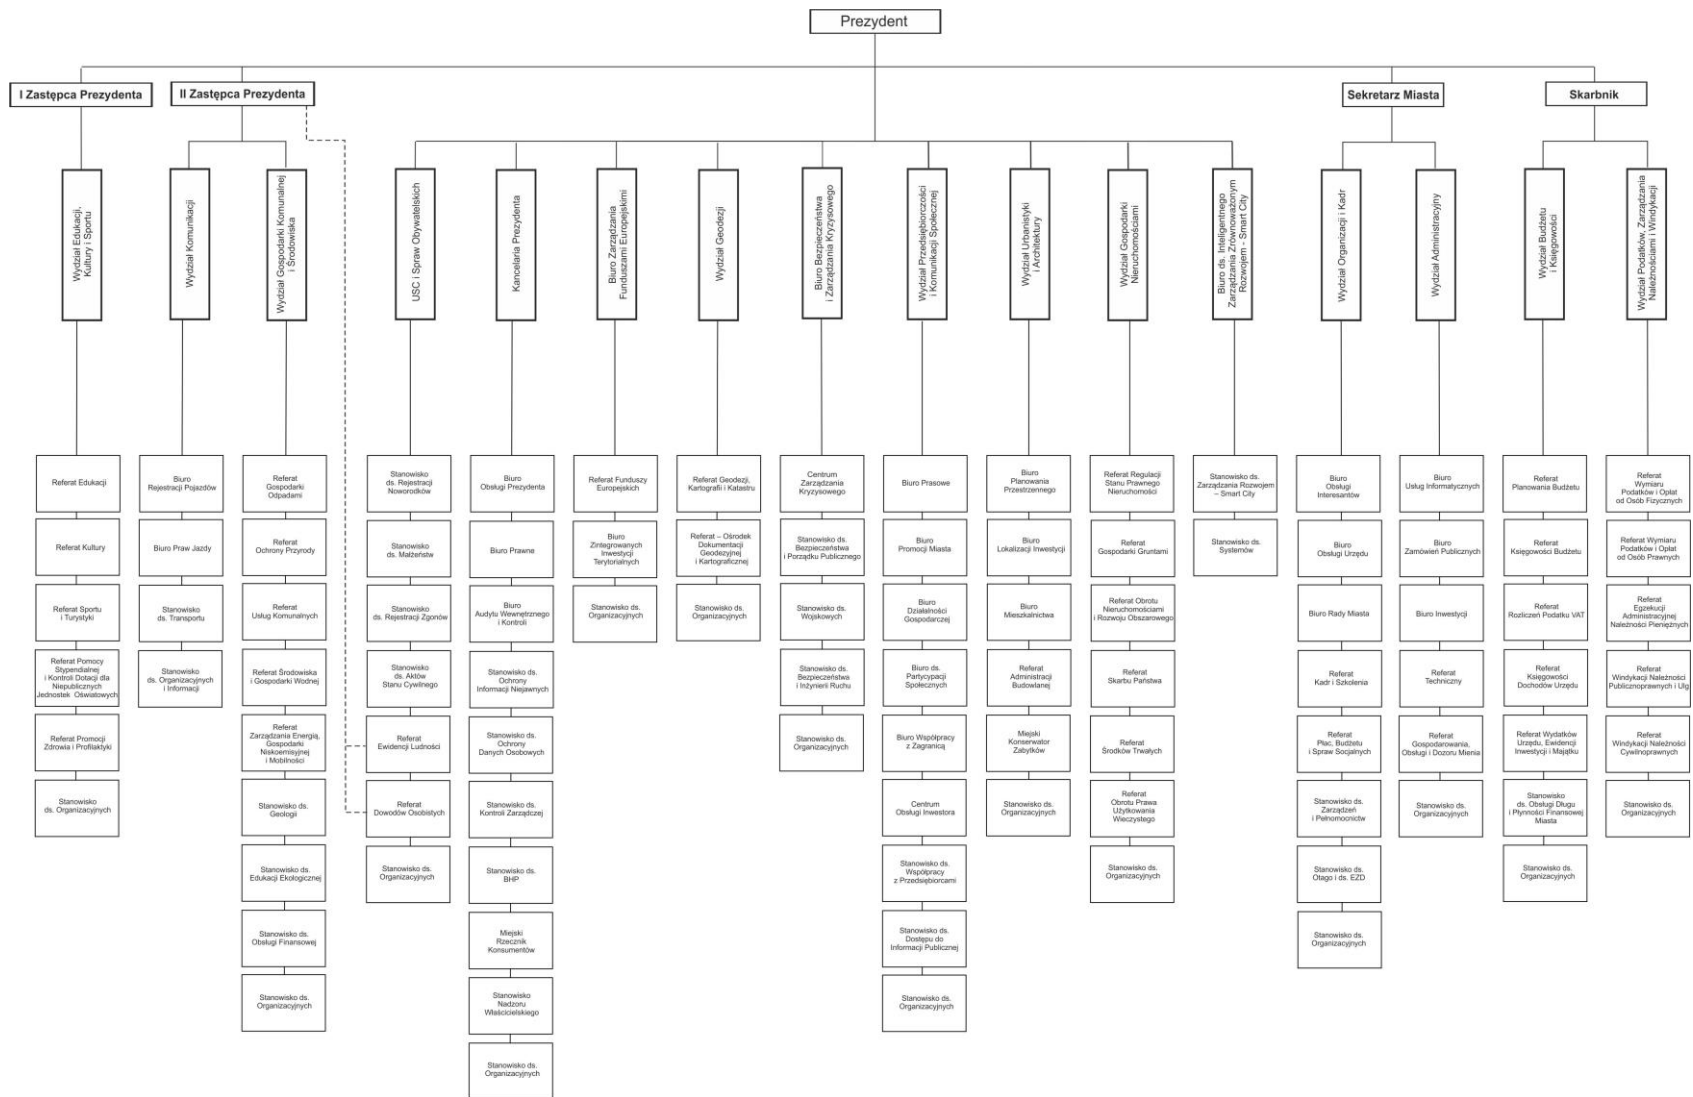 Prezydent
I Zastępca Prezydenta
II Zastępca Prezydenta
Sekretarz Miasta
Skarbnik
Wydział Edukacji,
Kultury i Sportu
Wydział Komunikacji
Wydział Gospodarki Komunalnej
i Środowiska
USC i Spraw Obywatelskich
Kancelaria Prezydenta
Biuro Zarządzania
Funduszami Europejskimi
Wydział Geodezji
Biuro Bezpieczeństwa
i Zarządzania Kryzysowego
Wydział Przedsiębiorczości
i Komunikacji Społecznej
Wydział Urbanistyki
i Architektury
Wydział Gospodarki
Nieruchomościami
Biuro ds. Inteligentnego
Zarządzania Zrównoważonym
Rozwojem - Smart City
Wydział Organizacji i Kadr
Wydział Administracyjny
Wydział Budżetu
i Księgowości
Wydział Podatków, Zarządzania
Należnościami i Windykacji
Referat Edukacji
Referat Kultury
Referat Sportu
i Turystyki
Referat Pomocy
Stypendialnej
i Kontroli Dotacji dla
Niepublicznych
Jednostek Oświatowych
Referat Promocji
Zdrowia i Profilaktyki
Stanowisko
ds. Organizacyjnych
Biuro
Rejestracji Pojazdów
Biuro Praw Jazdy
Stanowisko
ds. Transportu
Stanowisko
ds. Organizacyjnych
i Informacji
Referat
Gospodarki
Odpadami
Referat
Ochrony Przyrody
Referat
Usług Komunalnych
Referat Środowiska
i Gospodarki Wodnej
Referat
Zarządzania Energią,
Gospodarki
Niskoemisyjnej
i Mobilności
Stanowisko ds.
Geologii
Stanowisko ds.
Edukacji Ekologicznej
Stanowisko ds.
Obsługi Finansowej
Stanowisko ds.
Organizacyjnych
Stanowisko
ds. Rejestracji
Noworodków
Stanowisko
ds. Małżeństw
Stanowisko
ds. Rejestracji Zgonów
Stanowisko
ds. Aktów
Stanu Cywilnego
Referat
Ewidencji Ludności
Referat
Dowodów Osobistych
Stanowisko ds.
Organizacyjnych
Biuro
Obsługi Prezydenta
Biuro Prawne
Biuro
Audytu Wewnętrznego
i Kontroli
Stanowisko ds.
Ochrony
Informacji Niejawnych
Stanowisko ds.
Ochrony
Danych Osobowych
Stanowisko ds.
Kontroli Zarządczej
Stanowisko ds.
BHP
Miejski
Rzecznik
Konsumentów
Stanowisko
Nadzoru
Właścicielskiego
Stanowisko ds.
Organizacyjnych
Referat Funduszy
Europejskich
Biuro
Zintegrowanych
Inwestycji
Terytorialnych
Stanowisko ds.
Organizacyjnych
Referat Geodezji,
Kartografii i Katastru
Referat – Ośrodek
Dokumentacji
Geodezyjnej
i Kartograficznej
Stanowisko ds.
Organizacyjnych
Centrum
Zarządzania
Kryzysowego
Stanowisko ds.
Bezpieczeństwa
i Porządku Publicznego
Stanowisko ds.
Wojskowych
Stanowisko ds.
Bezpieczeństwa
i Inżynierii Ruchu
Stanowisko ds.
Organizacyjnych
Biuro Prasowe
Biuro
Promocji Miasta
Biuro
Działalności
Gospodarczej
Biuro ds.
Partycypacji
Społecznych
Biuro Współpracy
z Zagranicą
Centrum
Obsługi Inwestora
Stanowisko ds.
Współpracy
z Przedsiębiorcami
Stanowisko ds.
Dostępu do
Informacji Publicznej
Stanowisko ds.
Organizacyjnych
Biuro
Planowania
Przestrzennego
Biuro
Lokalizacji Inwestycji
Biuro
Mieszkalnictwa
Referat
Administracji
Budowlanej
Miejski
Konserwator
Zabytków
Stanowisko ds.
Organizacyjnych
Referat Regulacji
Stanu Prawnego
Nieruchomości
Referat
Gospodarki Gruntami
Referat Obrotu
Nieruchomościami
i Rozwoju Obszarowego
Referat
Skarbu Państwa
Referat
Środków Trwałych
Referat
Obrotu Prawa
Użytkowania
Wieczystego
Stanowisko ds.
Organizacyjnych
Stanowisko ds.
Zarządzania Rozwojem
– Smart City
Stanowisko ds.
Systemów
Biuro
Obsługi
Interesantów
Biuro
Obsługi Urzędu
Biuro Rady Miasta
Referat
Kadr i Szkolenia
Referat
Płac, Budżetu
i Spraw Socjalnych
Stanowisko ds.
Zarządzeń
i Pełnomocnictw
Stanowisko ds.
Otago i ds. EZD
Stanowisko ds.
Organizacyjnych
Biuro
Usług Informatycznych
Biuro
Zamówień Publicznych
Biuro Inwestycji
Referat
Techniczny
Referat
Gospodarowania,
Obsługi i Dozoru Mienia
Stanowisko ds.
Organizacyjnych
Referat
Planowania Budżetu
Referat
Księgowości Budżetu
Referat
Rozliczeń Podatku VAT
Referat
Księgowości
Dochodów Urzędu
Referat Wydatków
Urzędu, Ewidencji
Inwestycji i Majątku
Stanowisko
ds. Obsługi Długu
i Płynności Finansowej
Miasta
Stanowisko ds.
Organizacyjnych
Referat
Wymiaru
Podatków i Opłat
od Osób Fizycznych
Referat Wymiaru
Podatków i Opłat
od Osób Prawnych
Referat
Egzekucji
Administracyjnej
Należności Pieniężnych
Referat
Windykacji Należności
Publicznoprawnych i Ulg
Referat
Windykacji Należności
Cywilnoprawnych
Stanowisko ds.
Organizacyjnych